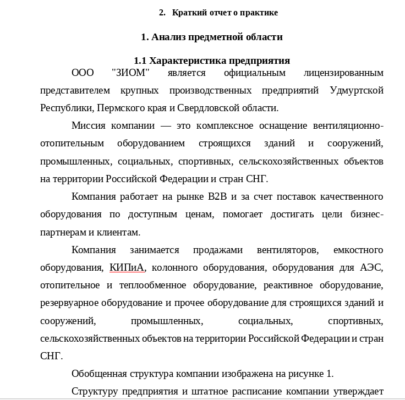 2. Краткий отчет о практике
1. Анализ предметной области
1.1 Характеристика предприятия
ООО "ЗИОМ" является официальным лицензированным
представителем крупных производственных предприятий Удмуртской
Республики, Пермского края и Свердловской области.
Миссия компании — это комплексное оснащение вентиляционно-
отопительным оборудованием строящихся зданий и сооружений,
промышленных, социальных, спортивных, сельскохозяйственных объектов
на территории Российской Федерации и стран СНГ.
Компания работает на рынке B2B и за счет поставок качественного
оборудования по доступным ценам, помогает достигать цели бизнес-
партнерам и клиентам.
Компания занимается продажами вентиляторов, емкостного
оборудования, КИПиА, колонного оборудования, оборудования для АЭС,
отопительное и теплообменное оборудование, реактивное оборудование,
резервуарное оборудование и прочее оборудование для строящихся зданий и
сооружений, промышленных, социальных, спортивных,
сельскохозяйственных объектов на территории Российской Федерации и стран
СНГ.
Обобщенная структура компании изображена на рисунке 1.
Структуру предприятия и штатное расписание компании утверждает